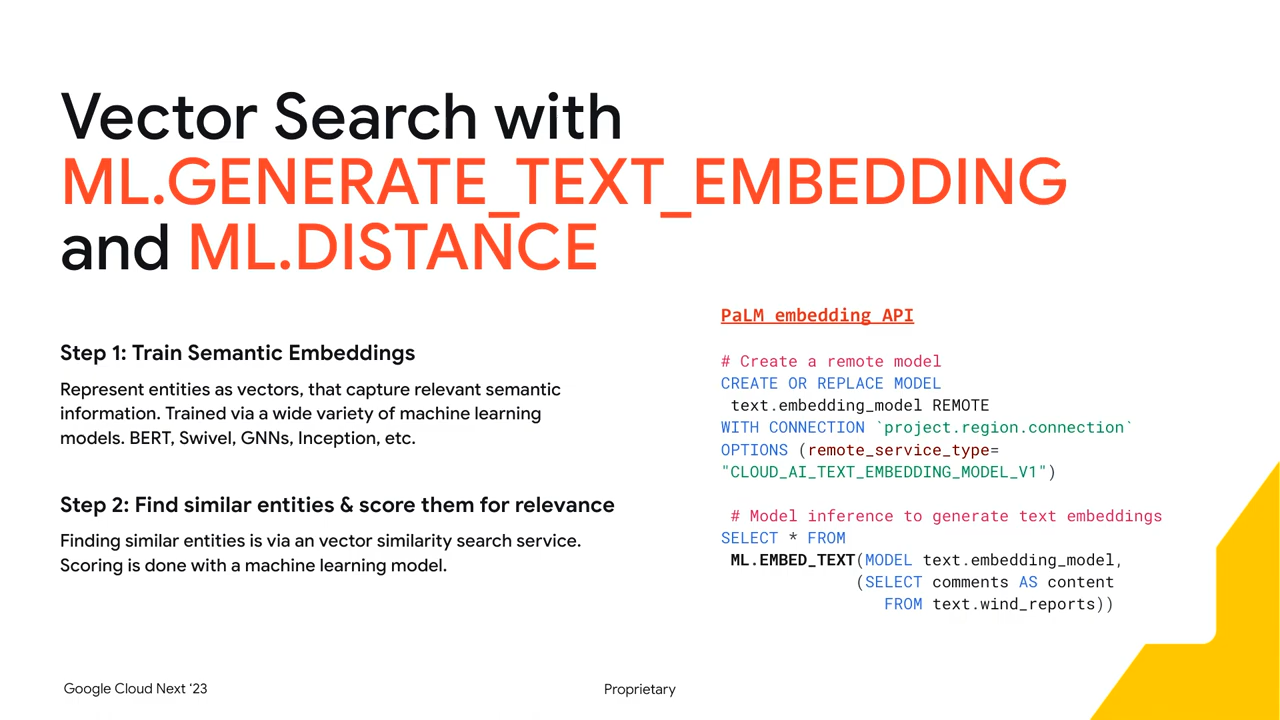 Vector Search with
ML.GENERATE_TEXT_EMBEDDING
and ML.DISTANCE
Step 1: Train Semantic Embeddings
Represent entities as vectors, that capture relevant semantic
information. Trained via a wide variety of machine learning
models. BERT, Swivel, GNNs, Inception, etc.
Step 2: Find similar entities & score them for relevance
Finding similar entities is via an vector similarity search service.
Scoring is done with a machine learning model.
PaLM embedding API
# Create a remote model
CREATE OR REPLACE MODEL
text.embedding_model REMOTE
WITH CONNECTION `project.region.connection`
OPTIONS (remote_service_type=
"CLOUD_AI_TEXT_EMBEDDING_MODEL_V1")
# Model inference to generate text embeddings
SELECT * FROM
ML.EMBED_TEXT(MODEL text.embedding_model,
(SELECT comments AS content
FROM text.wind_reports))
Google Cloud Next ‘23
Proprietary